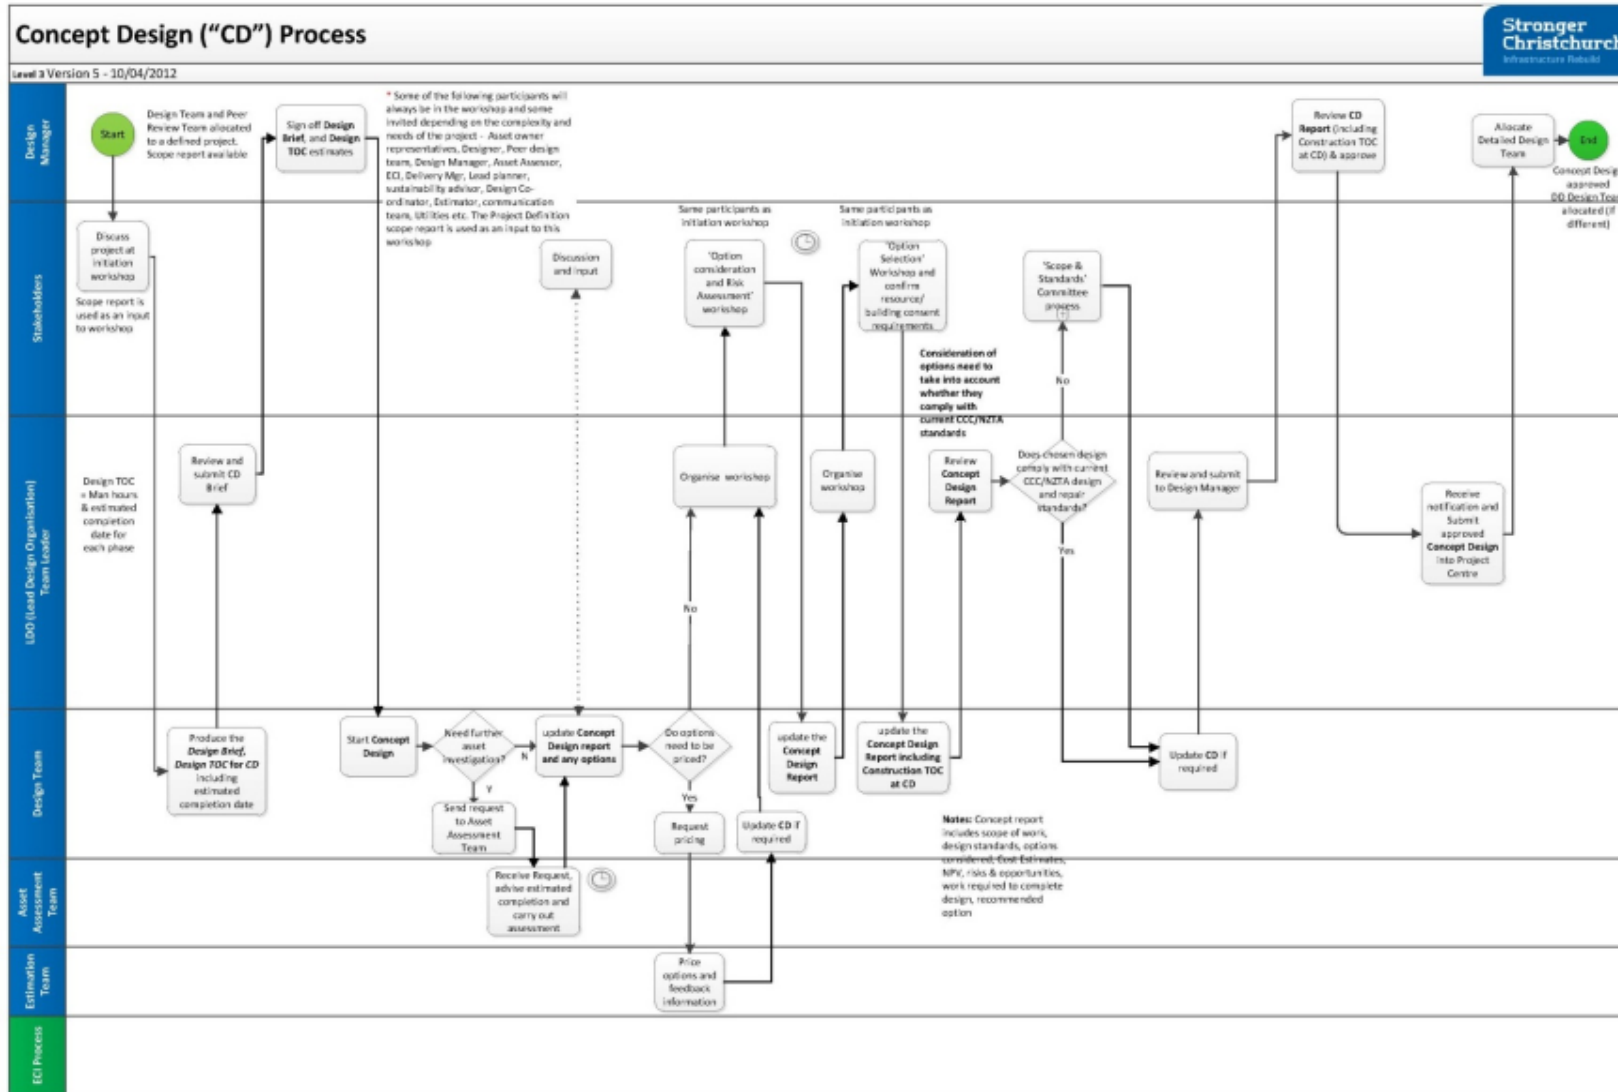 Concept Design (“CD”) Process
Stronger
Christchurch
Infrastructure Rebuild
Level 3 Version 5 - 10/04/2012
Design
Manager
Start
Design Team and Peer
Review Team allocated
to a defined project.
Scope report available
Sign off Design
Brief, and Design
TOC estimates
* Some of the following participants will
always be in the workshop and some
invited depending on the complexity and
needs of the project - Asset owner
representatives, Designer, Peer design
team, Design Manager, Asset Assessor,
ECI, Delivery Mgr, Lead planner,
sustainability advisor, Design Co-
ordinator, Estimator, communication
team, Utilities etc. The Project Definition
scope report is used as an input to this
workshop
Review CD
Report (including
Construction TOC
at CD) & approve
Allocate
Detailed Design
Team
End
Concept Design
approved
DD Design Team
allocated (if
different)
Stakeholders
Discuss
project at
initiation
workshop
Scope report is
used as an input
to workshop
Discussion
and input
Same participants as
initiation workshop
'Option
consideration
and Risk
Assessment'
workshop
Same participants as
initiation workshop
'Option
Selection'
Workshop and
confirm
resource/
building consent
requirements
Consideration of
options need to
take into account
whether they
comply with
current CCC/NZTA
standards
'Scope &
Standards'
Committee
process
No
LDO (Lead Design Organisation)
Team Leader
Design TOC
= Man hours
& estimated
completion
date for
each phase
Review and
submit CD
Brief
Organise workshop
No
Organise
workshop
Review
Concept
Design
Report
Does chosen design
comply with current
CCC/NZTA design
and repair
standards?
Yes
Review and submit
to Design Manager
Receive
notification and
Submit
approved
Concept Design
into Project
Centre
Design Team
Produce the
Design Brief,
Design TOC for CD
including
estimated
completion date
Start Concept
Design
Need further
asset
investigation?
N
Y
Send request
to Asset
Assessment
Team
update Concept
Design report
and any options
Do options
need to be
priced?
Yes
Request
pricing
Update CD if
required
update the
Concept
Design
Report
update the
Concept Design
Report including
Construction TOC
at CD
Update CD if
required
Notes: Concept report
includes scope of work,
design standards, options
considered, Cost Estimates,
NPV, risks & opportunities,
work required to complete
design, recommended
option
Asset
Assessment
Team
Receive Request,
advise estimated
completion and
carry out
assessment
Estimation
Team
Price
options and
feedback
information
ECI Process